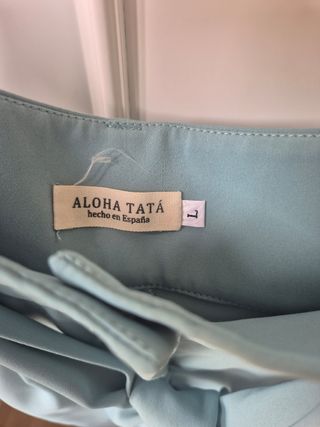 ALOHA TATÁ
hecho en España
L